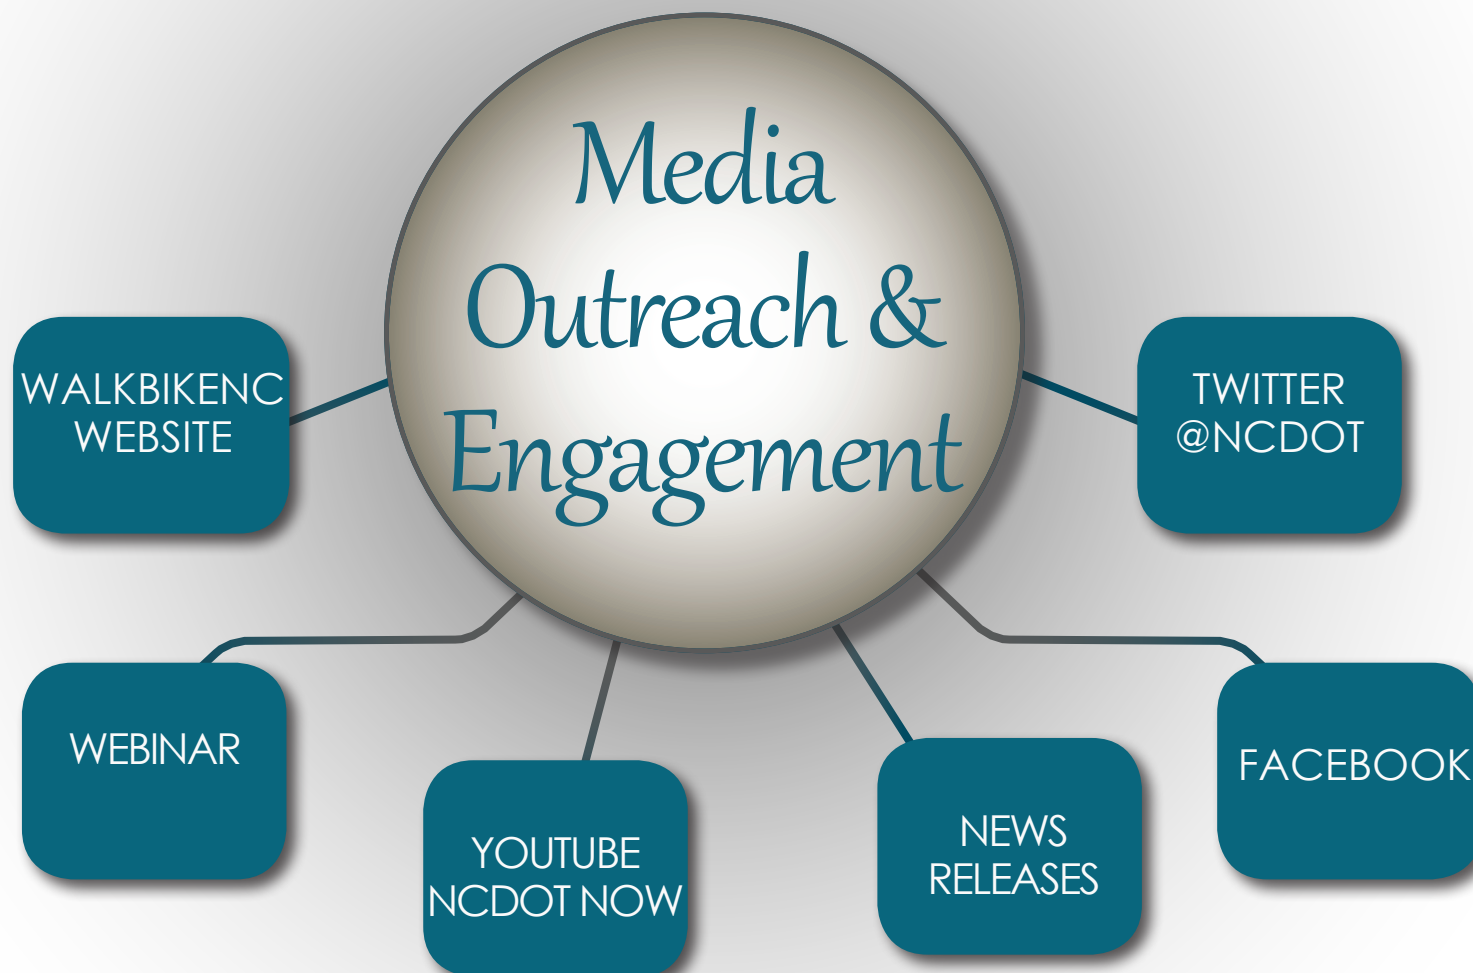 Media
Outreach &
Engagement
WALKBIKENC
WEBSITE
TWITTER
@NCDOT
WEBINAR
YOUTUBE
NCDOT NOW
NEWS
RELEASES
FACEBOOK